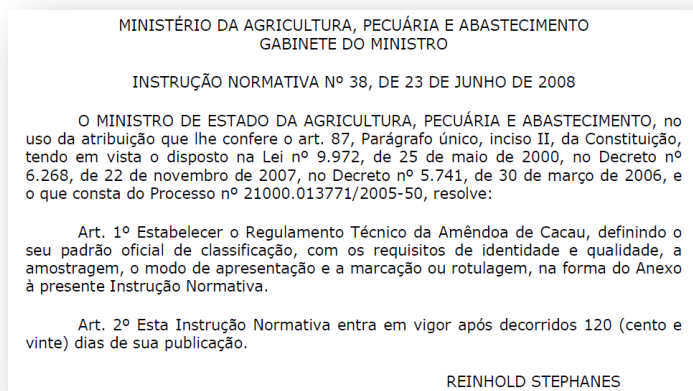 MINISTÉRIO DA AGRICULTURA, PECUÁRIA E ABASTECIMENTO
GABINETE DO MINISTRO
INSTRUÇÃO NORMATIVA Nº 38, DE 23 DE JUNHO DE 2008
O MINISTRO DE ESTADO DA AGRICULTURA, PECUÁRIA E ABASTECIMENTO, no
uso da atribuição que lhe confere o art. 87, Parágrafo único, inciso II, da Constituição,
tendo em vista o disposto na Lei nº 9.972, de 25 de maio de 2000, no Decreto nº
6.268, de 22 de novembro de 2007, no Decreto nº 5.741, de 30 de março de 2006, e
o que consta do Processo nº 21000.013771/2005-50, resolve:
Art. 1º Estabelecer o Regulamento Técnico da Amêndoa de Cacau, definindo o
seu padrão oficial de classificação, com os requisitos de identidade e qualidade, a
amostragem, o modo de apresentação e a marcação ou rotulagem, na forma do Anexo
à presente Instrução Normativa.
Art. 2º Esta Instrução Normativa entra em vigor após decorridos 120 (cento e
vinte) dias de sua publicação.
REINHOLD STEPHANES